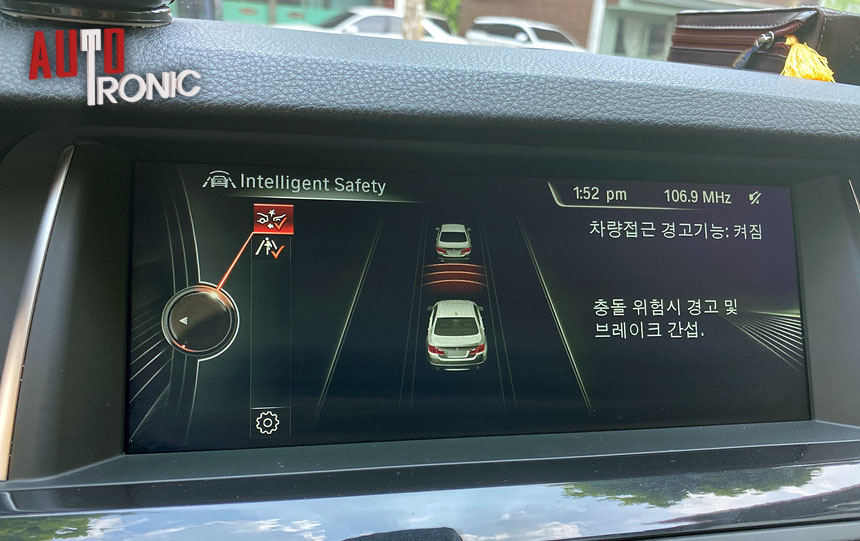 AUTO
TRONIC
Intelligent Safety
1:52 pm
106.9 MHz
차량접근 경고기능: 켜짐
충돌 위험시 경고 및
브레이크 간섭.